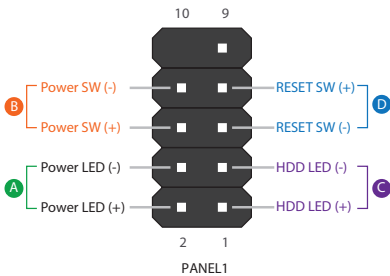 10 9
Power SW (-) RESET SW (+)
B D
Power SW (+) RESET SW (-)
Power LED (-) HDD LED (-)
A C
Power LED (+) HDD LED (+)
2 1
PANEL1